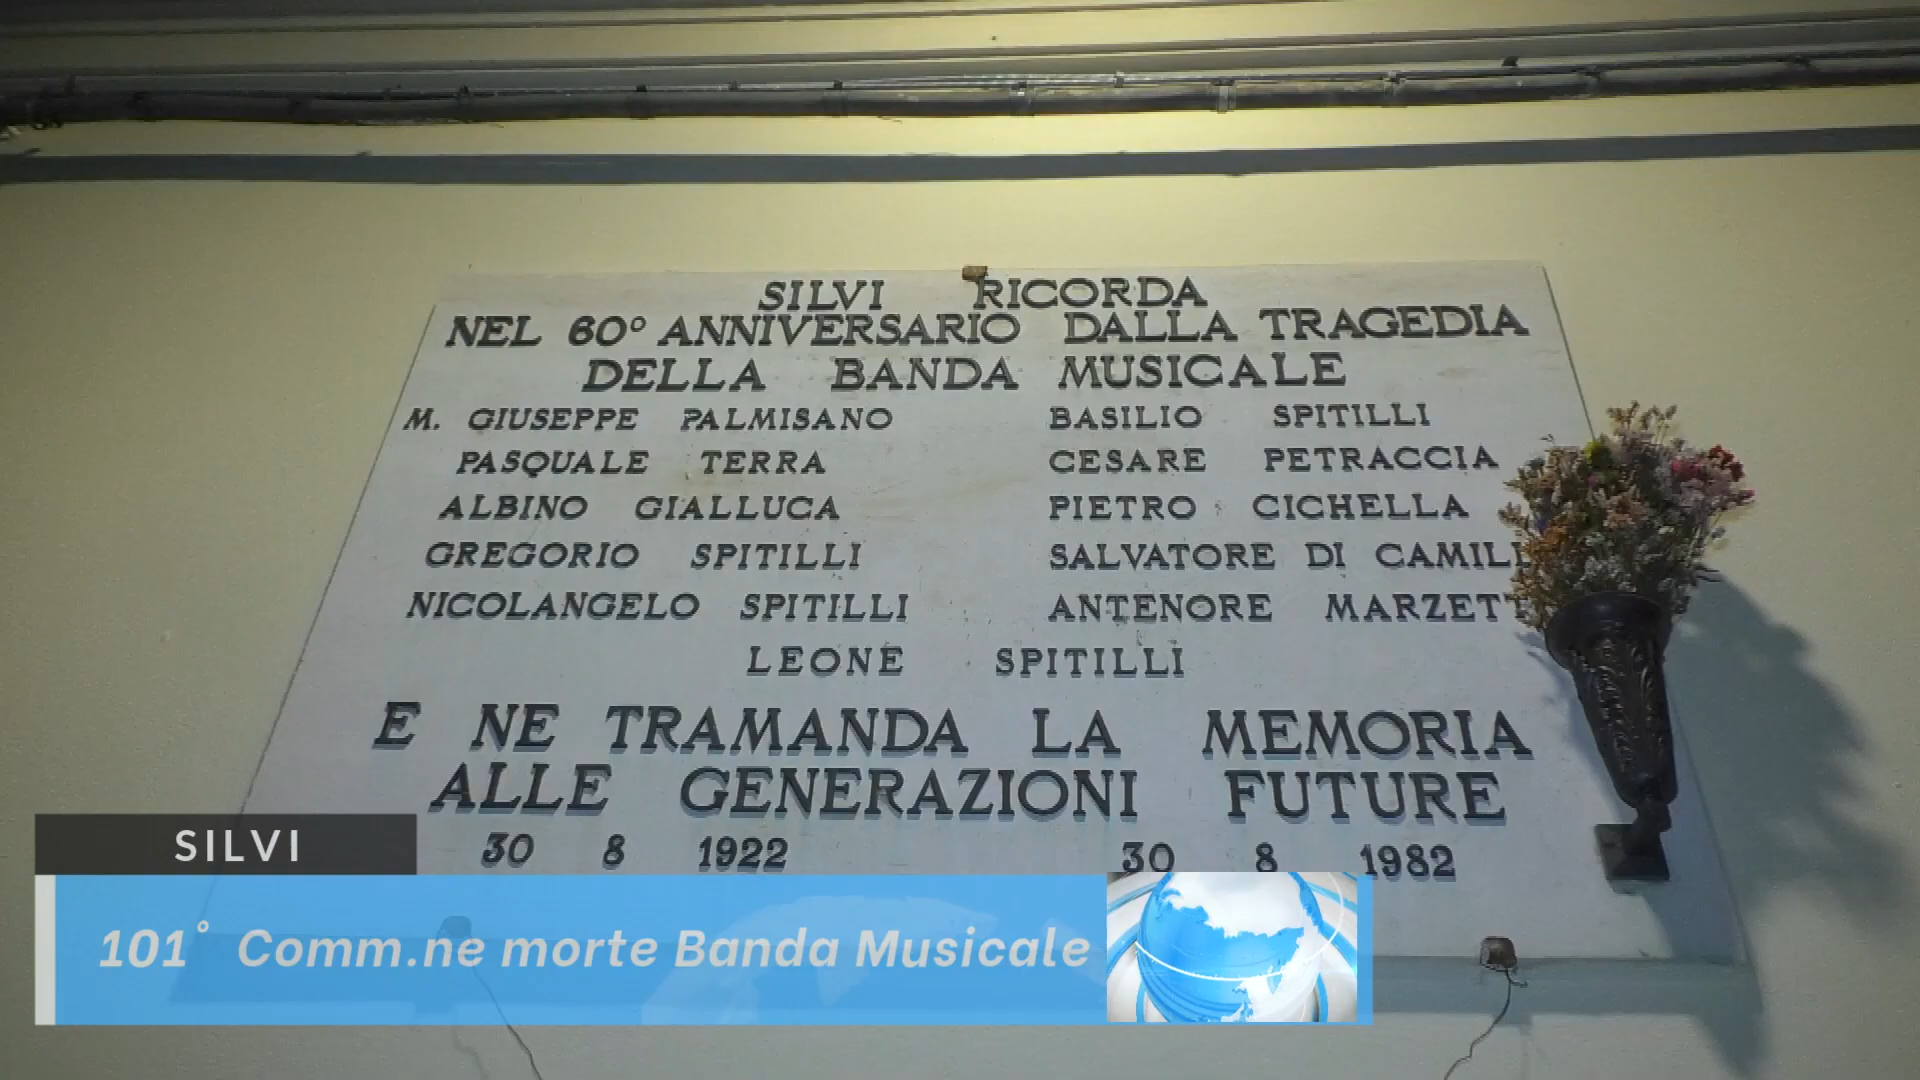 SILVI RICORDA
NEL 60° ANNIVERSARIO DALLA TRAGEDIA
DELLA BANDA MUSICALE
M. GIUSEPPE PALMISANO BASILIO SPITILLI
PASQUALE TERRA CESARE PETRACCIA
ALBINO GIALLUCA PIETRO CICHELLA
GREGORIO SPITILLI SALVATORE DI
NICOLANGELO SPITILLI ANTENORE
LEONE SPITILLI
E NE TRAMANDA LA MEMORIA
ALLE GENERAZIONI FUTURE
30 8 1922 30 8 1982
SILVI
101° Comm.ne morte Banda Musicale